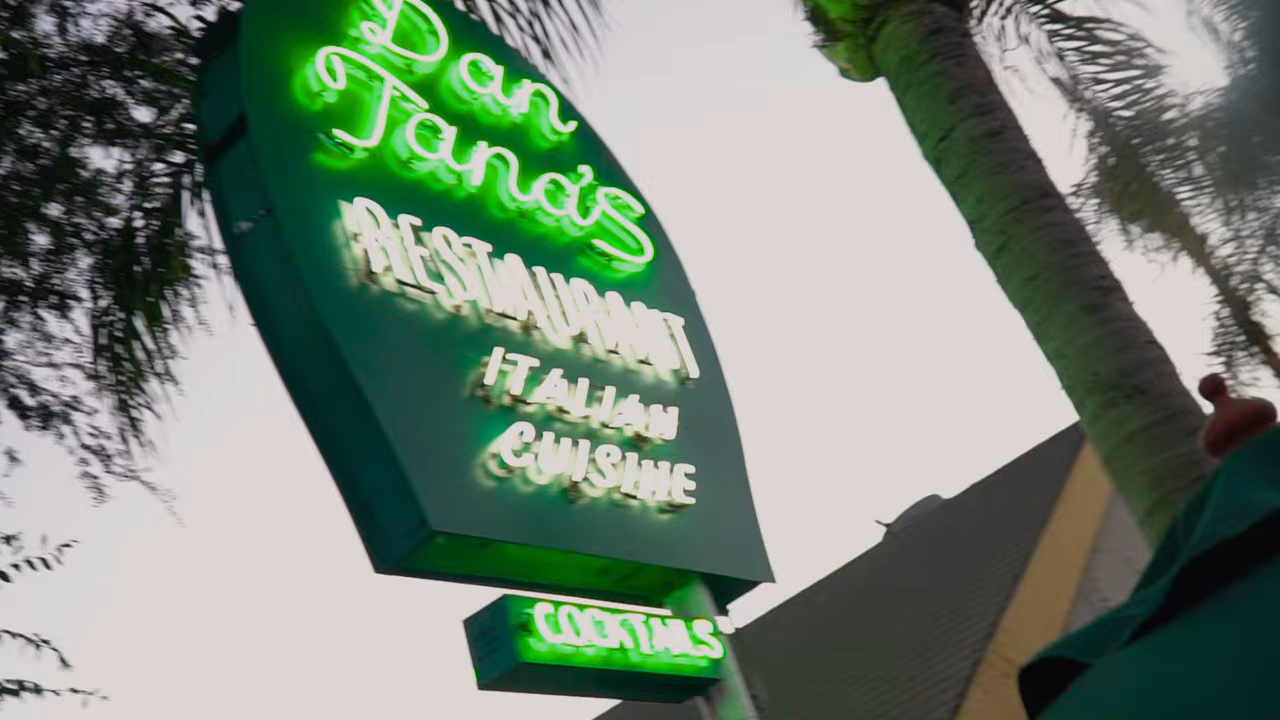 Dan
Tana's
RESTAURANT
ITALIAN
CUISINE
COCKTAILS